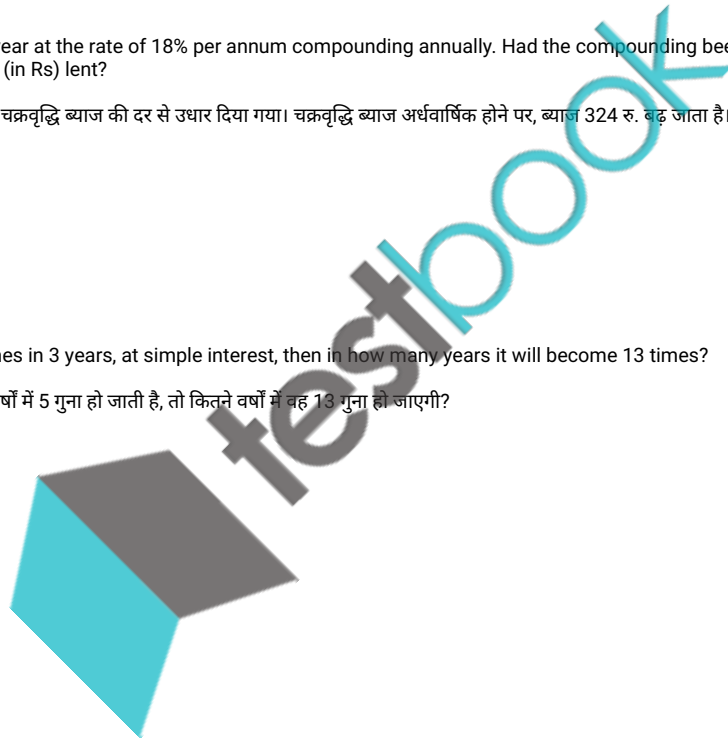 ear at the rate of 18% per annum compounding annually. Had the compounding bee
(in Rs) lent?
चक्रवृद्धि ब्याज की दर से उधार दिया गया। चक्रवृद्धि ब्याज अर्धवार्षिक होने पर, ब्याज 324 रु. बढ़ जाता है।
es in 3 years, at simple interest, then in how many years it will become 13 times?
र्षों में 5 गुना हो जाती है, तो कितने वर्षों में वह 13 गुना हो जाएगी?
testbook